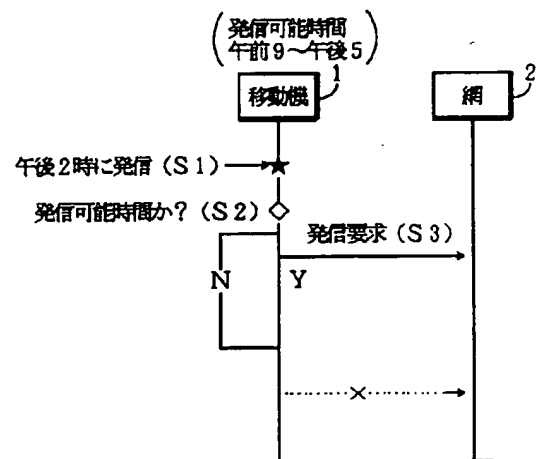 発信可能時間
午前9~午後5
1
移動機
2
網
午後2時に発信(S1)
発信可能時間か?(S2)
発信要求(S3)
N
Y